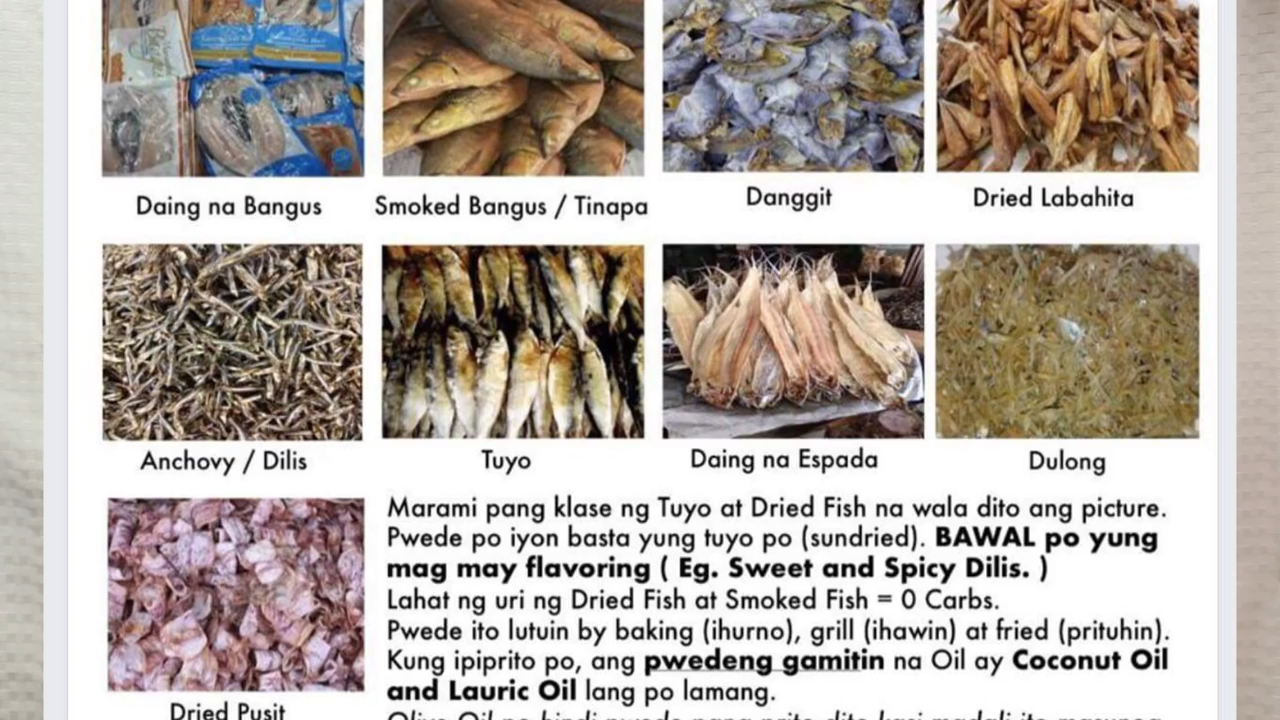 Daing na Bangus
Smoked Bangus / Tinapa
Danggit
Dried Labahita
Anchovy / Dilis
Tuyo
Daing na Espada
Dulong
Marami pang klase ng Tuyo at Dried Fish na wala dito ang picture.
Pwede po iyon basta yung tuyo po (sundried). BAWAL po yung
mag may flavoring ( Eg. Sweet and Spicy Dilis. )
Lahat ng uri ng Dried Fish at Smoked Fish = 0 Carbs.
Pwede ito lutuin by baking (ihurno), grill (ihawin) at fried (prituhin).
Kung ipiprito po, ang pwedeng gamitin na Oil ay Coconut Oil
and Lauric Oil lang po lamang.
Dried Pusit